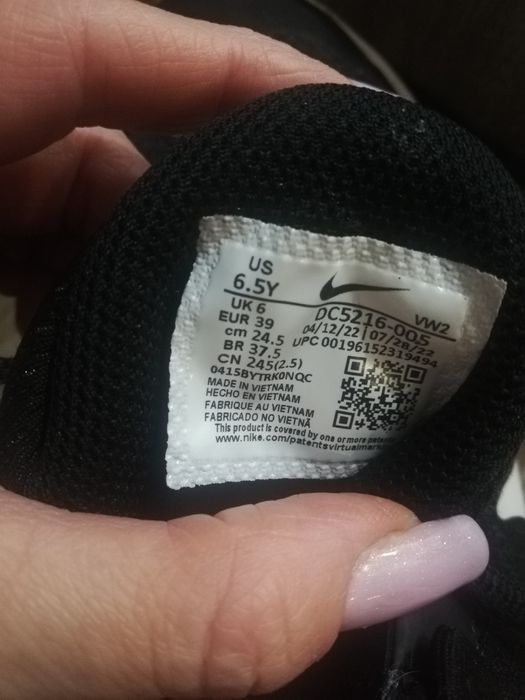 US
6.5Y
UK 6
EUR 39
cm 24.5
BR 37.5
CN 245(2.5)
DC5216-005 VW2
04/12/22 | 07/28/22
UPC 00196152319494
0415BYTRK0NQC
MADE IN VIETNAM
HECHO EN VIETNAM
FABRIQUE AU VIETNAM
FABRICADO NO VIETNÃ
This product is covered by one or more
www.nike.com/patentsvirtual